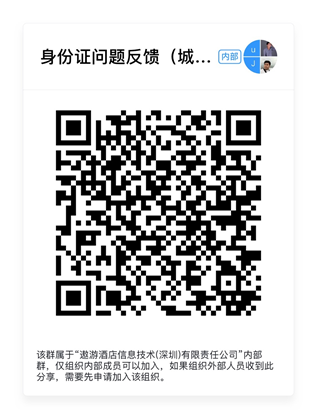 身份证问题反馈（城... 内部
u
j
该群属于“遨游酒店信息技术(深圳)有限责任公司”内部
群，仅组织内部成员可以加入，如果组织外部人员收到此
分享，需要先申请加入该组织。